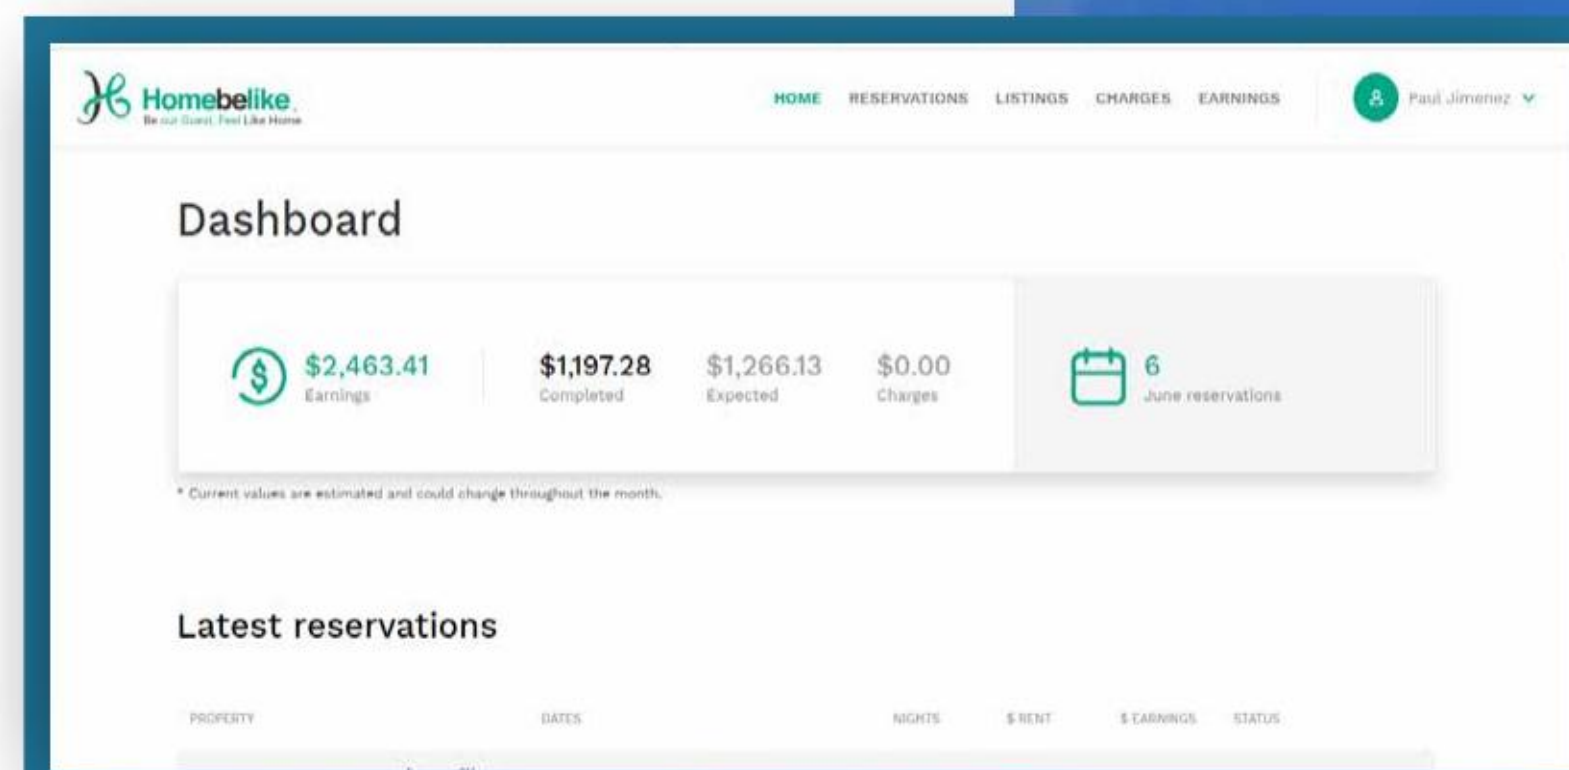 Homebelike
Be our Guest, Feel Like Home
HOME RESERVATIONS LISTINGS CHARGES EARNINGS Paul Jimenez
Dashboard
$2,463.41 $1,197.28 $1,266.13 $0.00 6
Earnings Completed Expected Charges June reservations
* Current values are estimated and could change throughout the month.
Latest reservations
PROPERTY DATES NIGHTS $ RENT $ EARNINGS STATUS